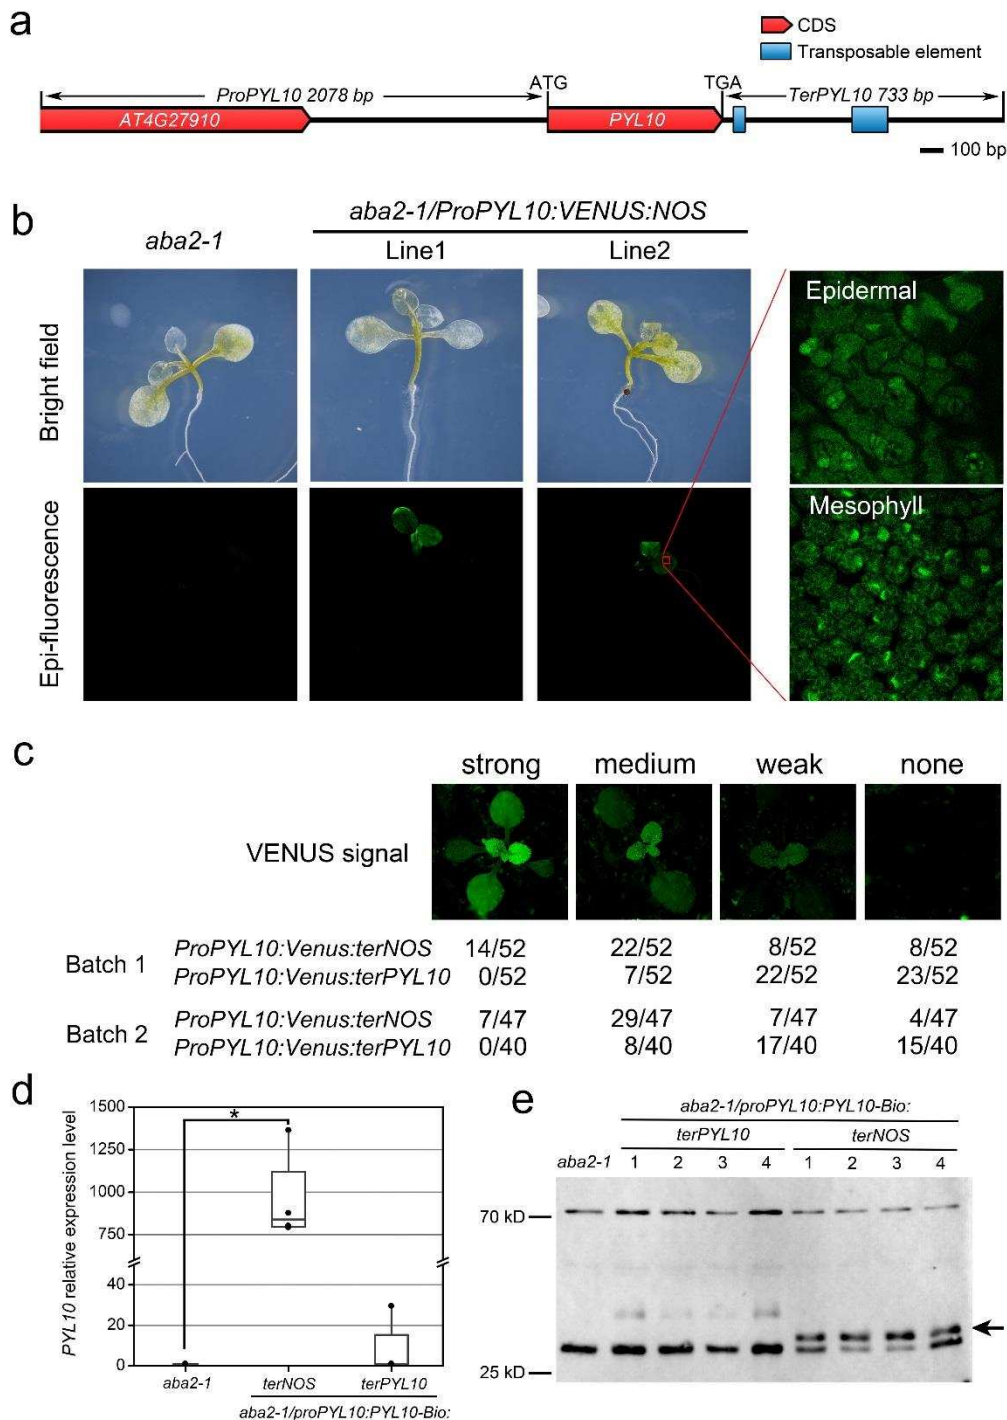 a
CDS
Transposable element
ATG
TGA
ProPYL10 2078 bp
TerPYL10 733 bp
AT4G27910
PYL10
100 bp
b
aba2-1/ProPYL10:VENUS:NOS
aba2-1
Line1
Line2
Bright field
Epidermal
Epi-fluorescence
Mesophyll
c
strong medium weak none
VENUS signal
Batch 1
ProPYL10:Venus:terNOS 14/52 22/52 8/52 8/52
ProPYL10:Venus:terPYL10 0/52 7/52 22/52 23/52
Batch 2
ProPYL10:Venus:terNOS 7/47 29/47 7/47 4/47
ProPYL10:Venus:terPYL10 0/40 8/40 17/40 15/40
d
PYL10 relative expression level
1500
1250
1000
750
40
20
0
*
aba2-1 terNOS terPYL10
aba2-1/proPYL10:PYL10-Bio:
e
aba2-1/proPYL10:PYL10-Bio:
terPYL10 terNOS
aba2-1 1 2 3 4 1 2 3 4
70 kD
25 kD